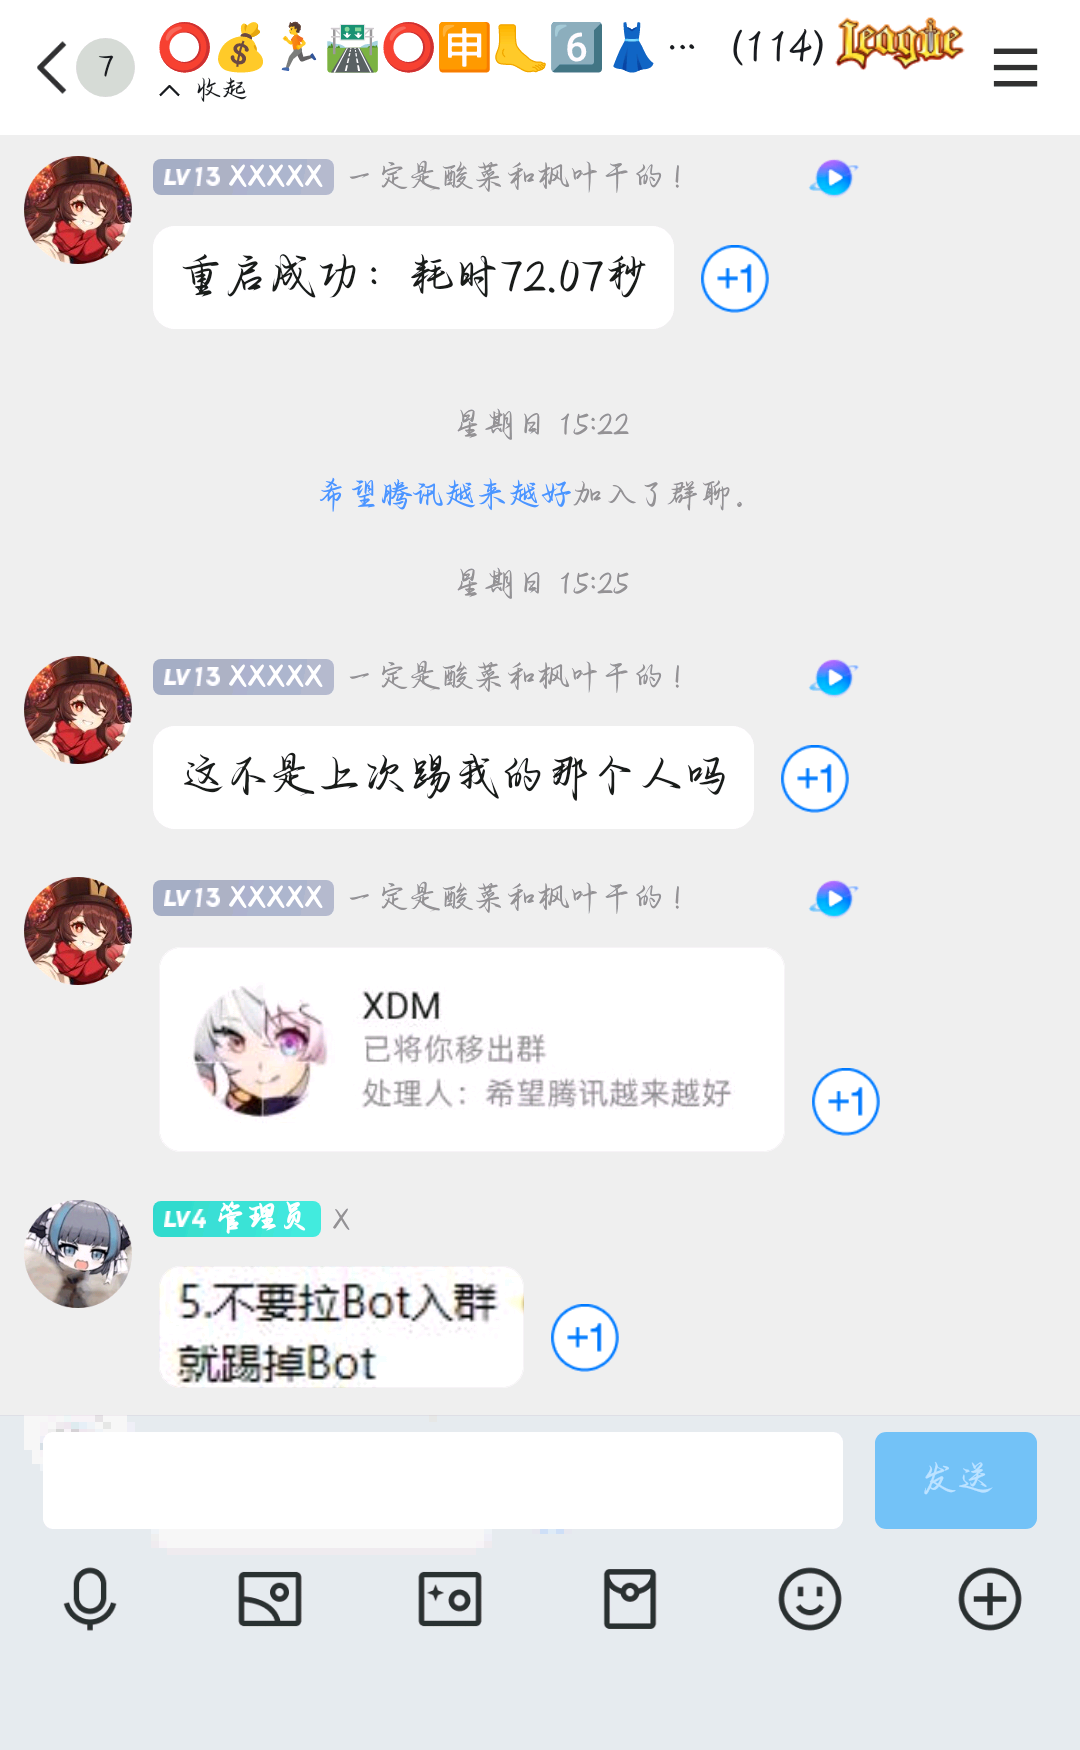 7
⭕💰🏃🛣️⭕🈸🦶6️⃣👗... (114) League
收起
LV13 XXXXX 一定是酸菜和枫叶干的！
重启成功：耗时72.07秒
+1
星期日 15:22
希望腾讯越来越好加入了群聊。
星期日 15:25
LV13 XXXXX 一定是酸菜和枫叶干的！
这不是上次踢我的那个人吗
+1
LV13 XXXXX 一定是酸菜和枫叶干的！
XDM
已将你移出群
处理人：希望腾讯越来越好
+1
LV4 管理员 X
5.不要拉Bot入群
就踢掉Bot
+1
发送